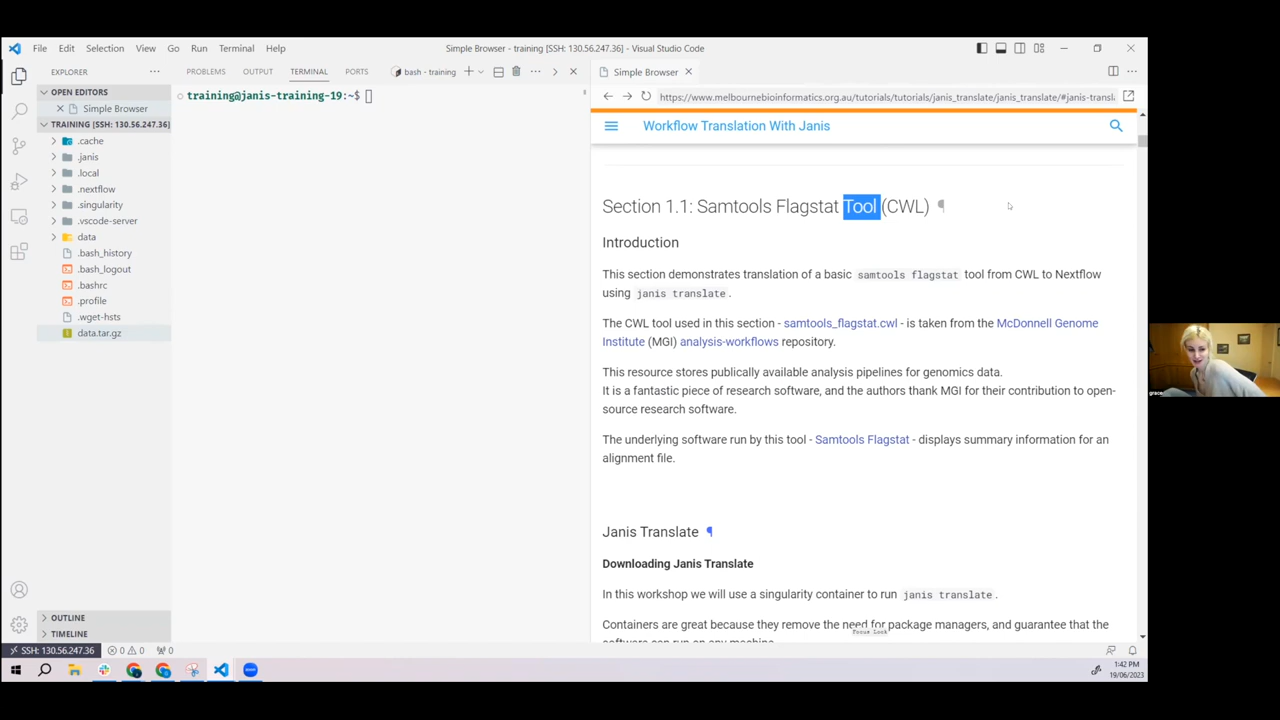 File Edit Selection View Go Run Terminal Help
Simple Browser - training [SSH: 130.56.247.36] - Visual Studio Code
EXPLORER
OPEN EDITORS
Simple Browser
TRAINING [SSH: 130.56.247.36]
.cache
.janis
.local
.nextflow
.singularity
.vscode-server
data
.bash_history
.bash_logout
.bashrc
.profile
.wget-hsts
data.tar.gz
OUTLINE
TIMELINE
PROBLEMS OUTPUT TERMINAL PORTS
bash - training
training@janis-training-19:~$
Simple Browser
https://www.melbournebioinformatics.org.au/tutorials/tutorials/janis_translate/janis_translate/#janis-transl
Workflow Translation With Janis
Section 1.1: Samtools Flagstat Tool (CWL) ¶
Introduction
This section demonstrates translation of a basic samtools flagstat tool from CWL to Nextflow
using janis translate.
The CWL tool used in this section - samtools_flagstat.cwl - is taken from the McDonnell Genome
Institute (MGI) analysis-workflows repository.
This resource stores publically available analysis pipelines for genomics data.
It is a fantastic piece of research software, and the authors thank MGI for their contribution to open-
source research software.
The underlying software run by this tool - Samtools Flagstat - displays summary information for an
alignment file.
Janis Translate ¶
Downloading Janis Translate
In this workshop we will use a singularity container to run janis translate.
Containers are great because they remove the need for package managers, and guarantee that the
software can run on any machine.
SSH: 130.56.247.36 0 0 0
1:42 PM
19/06/2023